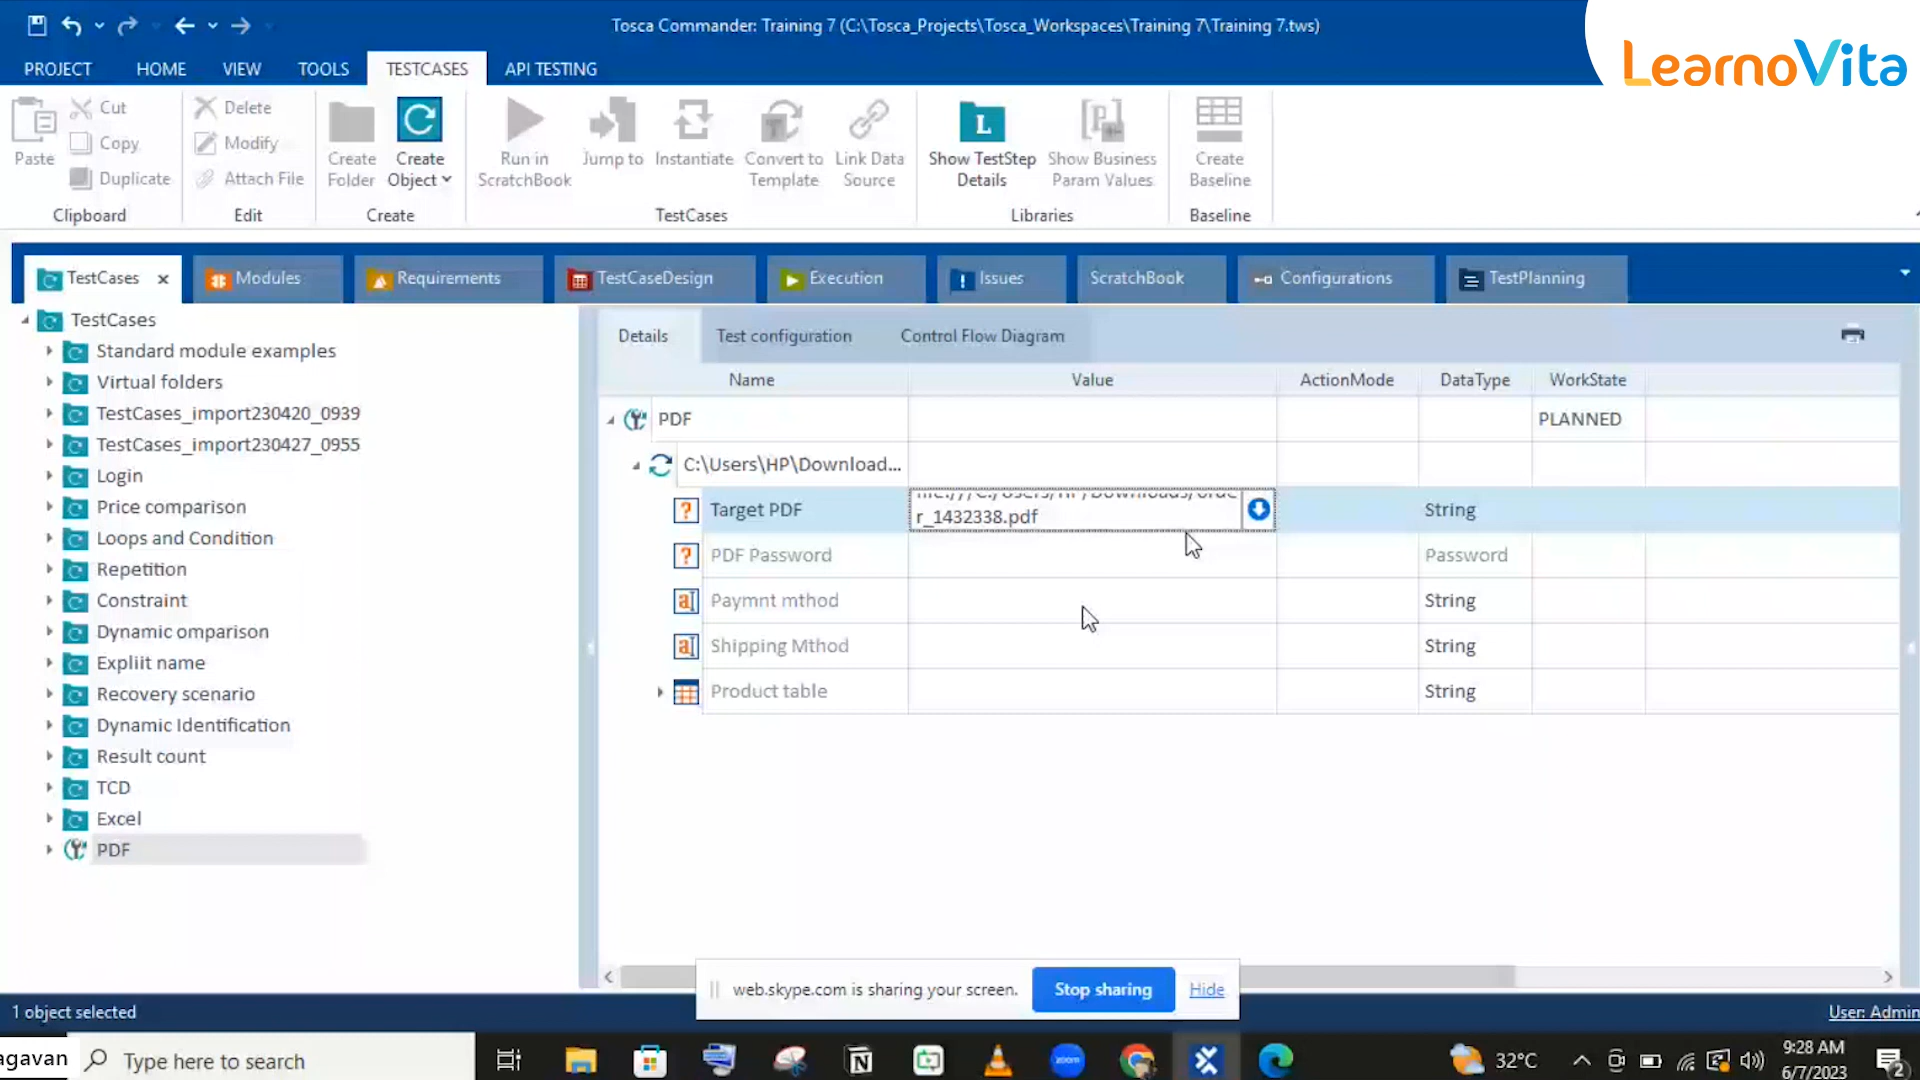 Tosca Commander: Training 7 (C:\Tosca_Projects\Tosca_Workspaces\Training 7\Training 7.tws)
LearnoVita
PROJECT HOME VIEW TOOLS TESTCASES API TESTING
Paste
Cut
Copy
Duplicate
Clipboard
Delete
Modify
Attach File
Edit
Create Folder
Create Object
Create
Run in ScratchBook
Jump to
Instantiate
Convert to Template
Link Data Source
TestCases
Show TestStep Details
Show Business Param Values
Libraries
Create Baseline
Baseline
TestCases Modules Requirements TestCaseDesign Execution Issues ScratchBook Configurations TestPlanning
TestCases
Standard module examples
Virtual folders
TestCases_import230420_0939
TestCases_import230427_0955
Login
Price comparison
Loops and Condition
Repetition
Constraint
Dynamic omparison
Expliit name
Recovery scenario
Dynamic Identification
Result count
TCD
Excel
PDF
Details Test configuration Control Flow Diagram
Name Value ActionMode DataType WorkState
PDF PLANNED
C:\Users\HP\Download...
Target PDF file:///C:/Users/HP/Downloads/orde
r_1432338.pdf String
PDF Password Password
Paymnt mthod String
Shipping Mthod String
Product table String
web.skype.com is sharing your screen. Stop sharing Hide
1 object selected User: Admin
agavan Type here to search zoom 32°C 9:28 AM
6/7/2023 2